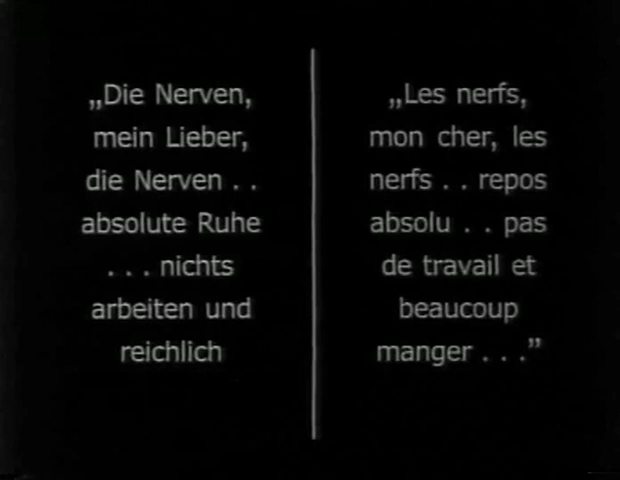 „Die Nerven,
mein Lieber,
die Nerven . .
absolute Ruhe
. . . nichts
arbeiten und
reichlich
„Les nerfs,
mon cher, les
nerfs . . repos
absolu . . pas
de travail et
beaucoup
manger . . .”